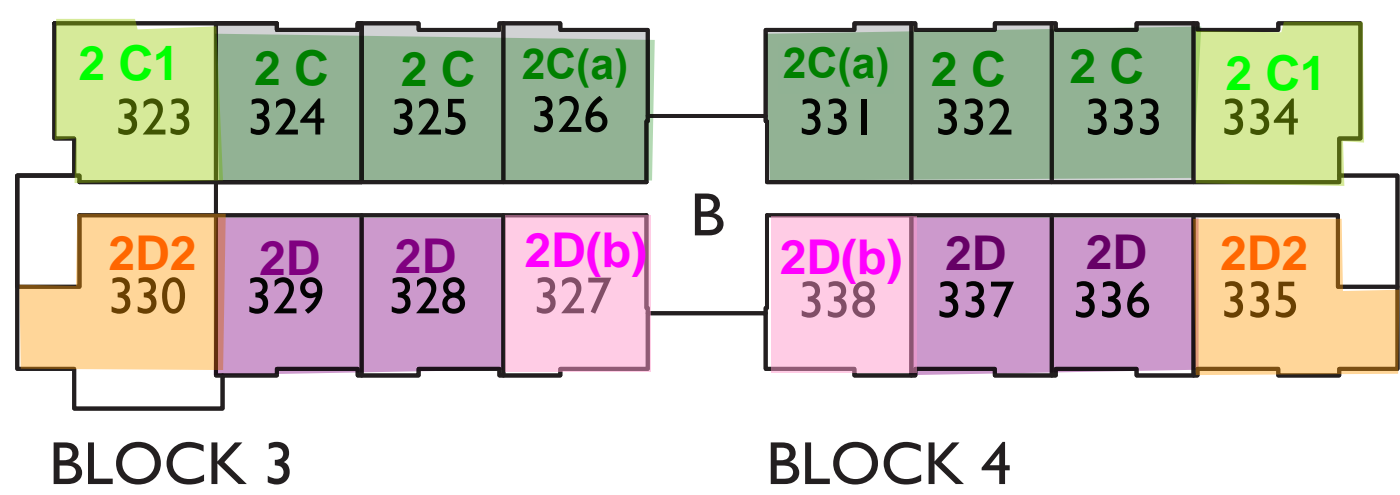 2 C1 2 C 2 C 2C(a) 2C(a) 2 C 2 C 2 C1
323 324 325 326 331 332 333 334
B
2D2 2D 2D 2D(b) 2D(b) 2D 2D 2D2
330 329 328 327 338 337 336 335
BLOCK 3 BLOCK 4